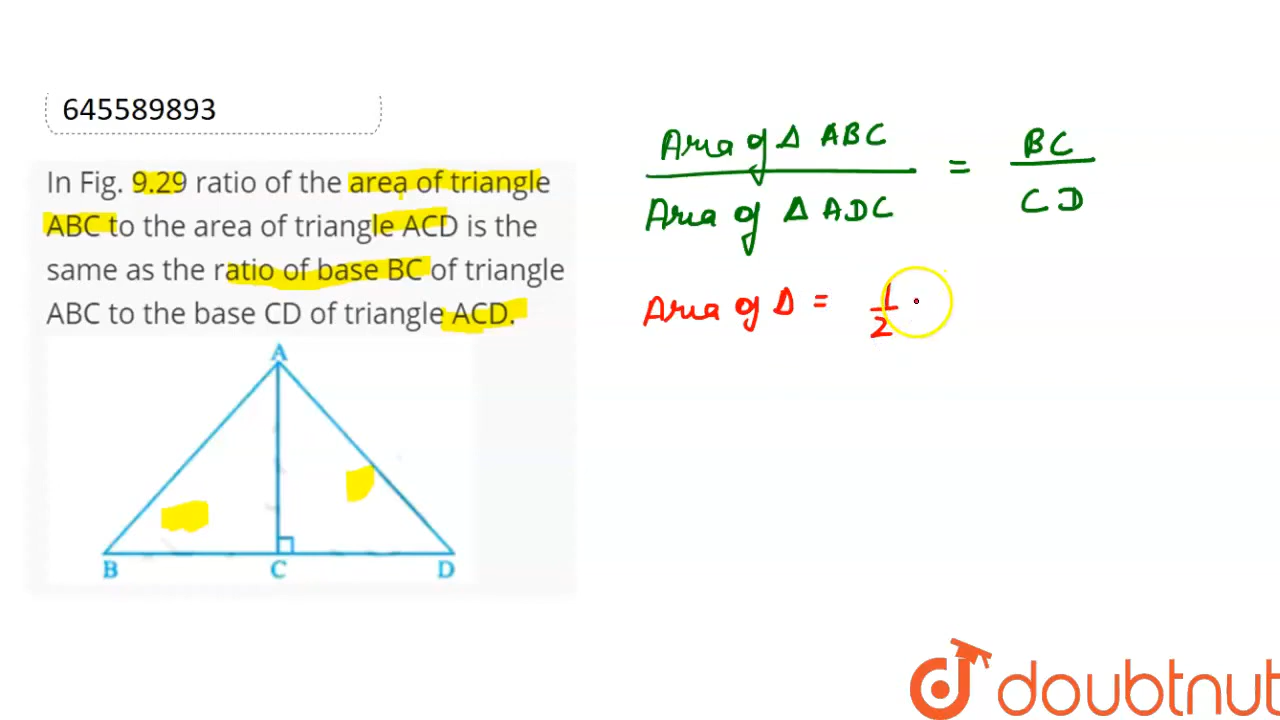 645589893
In Fig. 9.29 ratio of the area of triangle
ABC to the area of triangle ACD is the
same as the ratio of base BC of triangle
ABC to the base CD of triangle ACD.
A
B C D
Area of Δ ABC / Area of Δ ADC = BC / CD
Area of Δ = 1/2
doubtnut